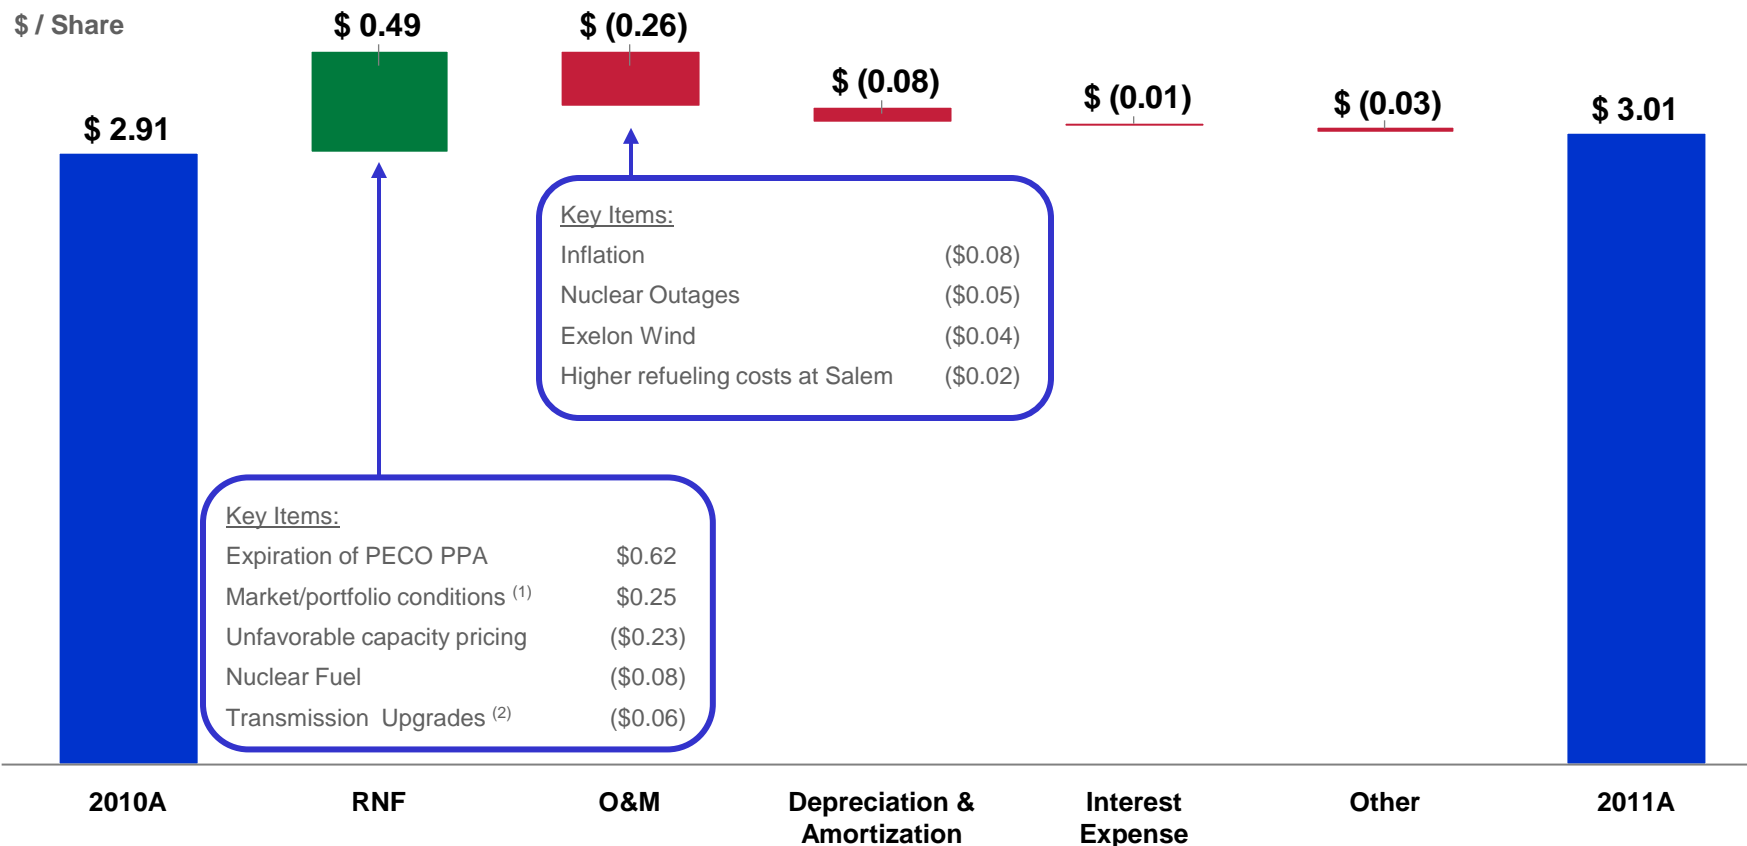 $ / Share
$ 2.91
$ 0.49
$ (0.26)
$ (0.08)
$ (0.01)
$ (0.03)
$ 3.01
Key Items:
Inflation ($0.08)
Nuclear Outages ($0.05)
Exelon Wind ($0.04)
Higher refueling costs at Salem ($0.02)
Key Items:
Expiration of PECO PPA $0.62
Market/portfolio conditions (1) $0.25
Unfavorable capacity pricing ($0.23)
Nuclear Fuel ($0.08)
Transmission Upgrades (2) ($0.06)
2010A
RNF
O&M
Depreciation &
Amortization
Interest
Expense
Other
2011A